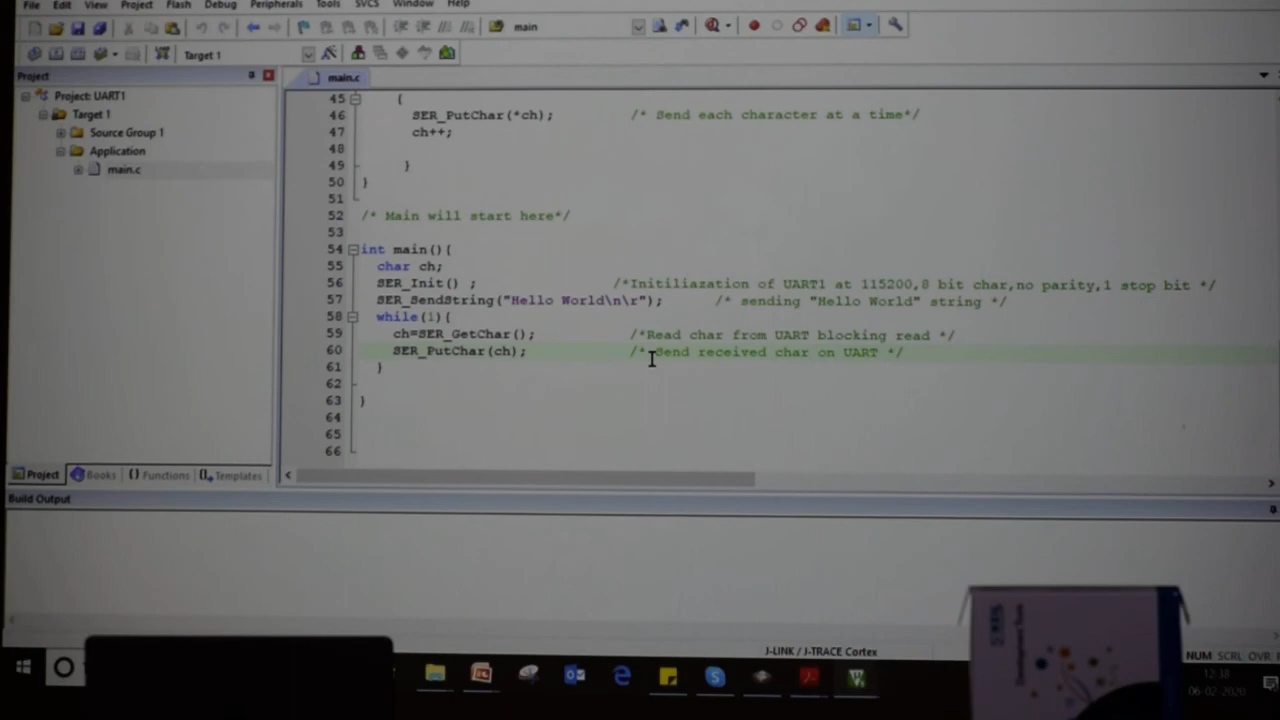 File Edit View Project Flash Debug Peripherals Tools SVCS Window Help
main
Target 1
Project
main.c
Project: UART1
Target 1
Source Group 1
Application
main.c
45 {
46 SER_PutChar(*ch); /* Send each character at a time*/
47 ch++;
48
49 }
50 }
51
52 /* Main will start here*/
53
54 int main(){
55 char ch;
56 SER_Init() ; /*Initiliazation of UART1 at 115200,8 bit char,no parity,1 stop bit */
57 SER_SendString("Hello World\n\r"); /* sending "Hello World" string */
58 while(1){
59 ch=SER_GetChar(); /*Read char from UART blocking read */
60 SER_PutChar(ch); /* Send received char on UART */
61 }
62
63 }
64
65
66
Project Books {} Functions Templates
Build Output
J-LINK / J-TRACE Cortex
NUM SCRL OVR
12:38
06-02-2020